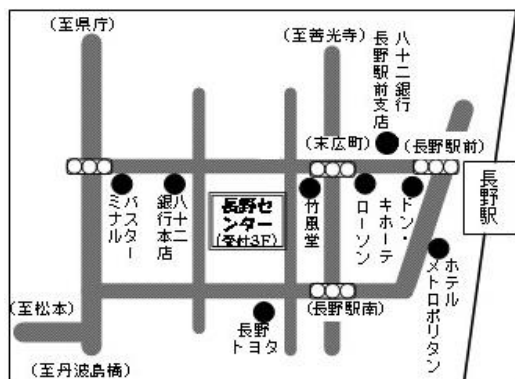 (至県庁)
(至善光寺)
八十二銀行
長野駅前支店
(末広町)
(長野駅前)
長野駅
バスター
ミナル
八十二
銀行本店
長野セ
ンター
(受付3F)
竹風堂
ローソン
ドン・
キホーテ
ホテル
メトロポリタン
(至松本)
長野
トヨタ
(長野駅南)
(至丹波島橋)